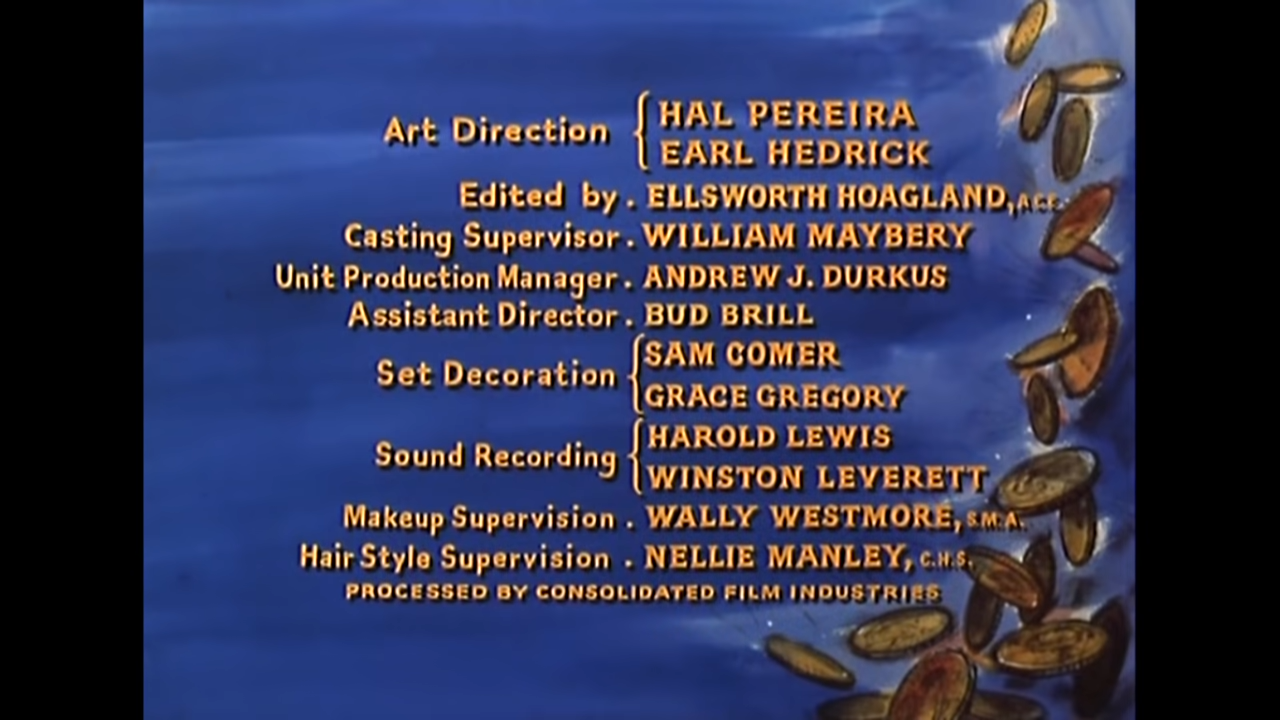 Art Direction { HAL PEREIRA
EARL HEDRICK
Edited by . ELLSWORTH HOAGLAND, A.C.E.
Casting Supervisor . WILLIAM MAYBERY
Unit Production Manager . ANDREW J. DURKUS
Assistant Director . BUD BRILL
Set Decoration { SAM COMER
GRACE GREGORY
Sound Recording { HAROLD LEWIS
WINSTON LEVERETT
Makeup Supervision . WALLY WESTMORE, S.M.A.
Hair Style Supervision . NELLIE MANLEY, C.H.S.
PROCESSED BY CONSOLIDATED FILM INDUSTRIES